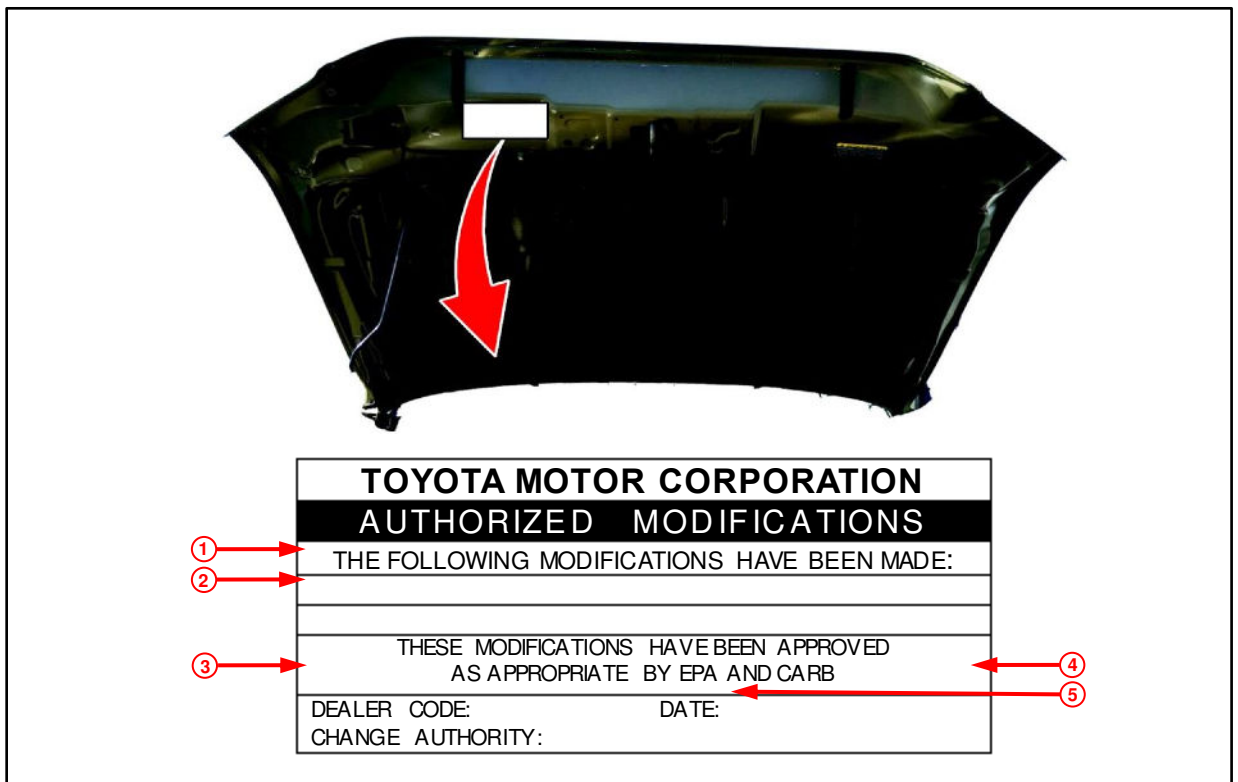 TOYOTA MOTOR CORPORATION
AUTHORIZED MODIFICATIONS
1
THE FOLLOWING MODIFICATIONS HAVE BEEN MADE:
2
THESE MODIFICATIONS HAVE BEEN APPROVED
3
4
AS APPROPRIATE BY EPA AND CARB
5
DEALER CODE: DATE:
CHANGE AUTHORITY: